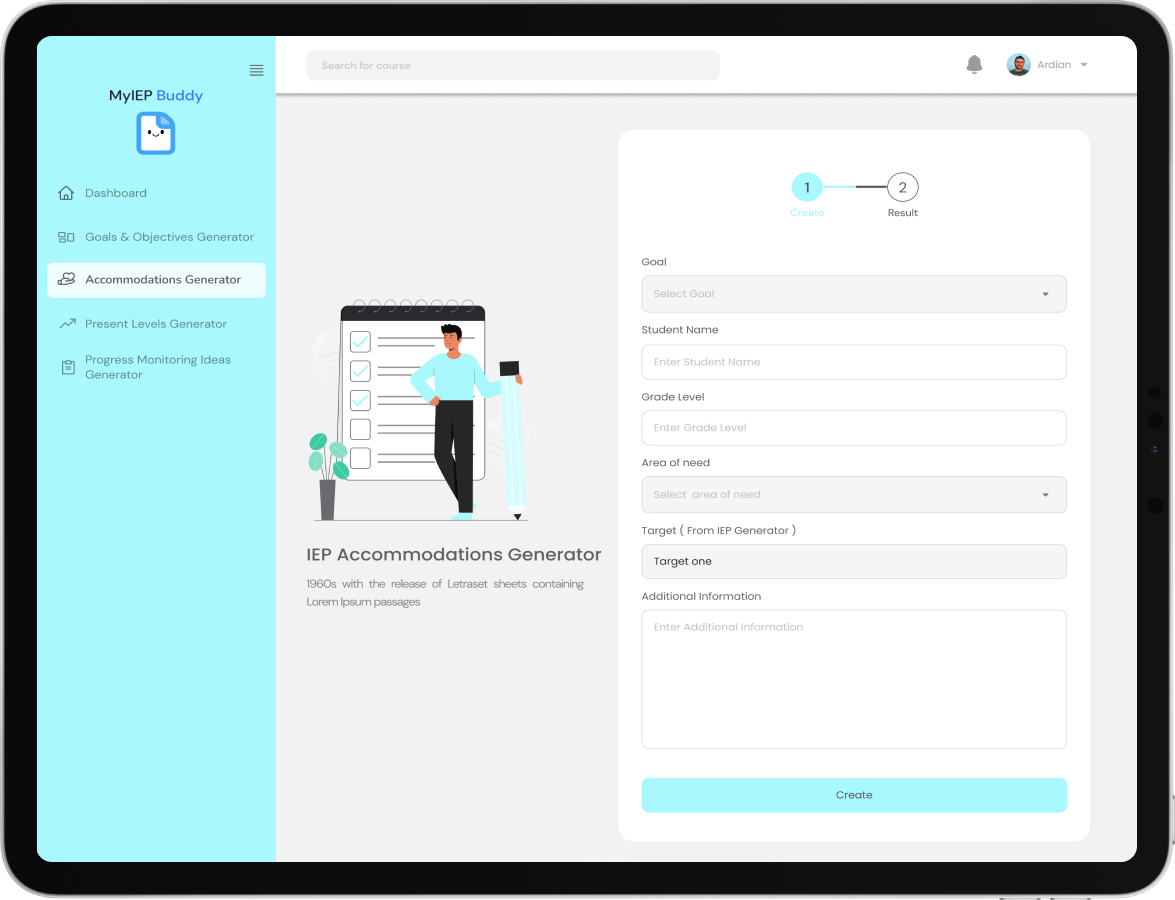 Search for course
Ardian
MyIEP Buddy
Dashboard
Goals & Objectives Generator
Accommodations Generator
Present Levels Generator
Progress Monitoring Ideas
Generator
IEP Accommodations Generator
1960s with the release of Letraset sheets containing
Lorem Ipsum passages
1
2
Create
Result
Goal
Select Goal
Student Name
Enter Student Name
Grade Level
Enter Grade Level
Area of need
Select area of need
Target ( From IEP Generator )
Target one
Additional Information
Enter Additional Information
Create